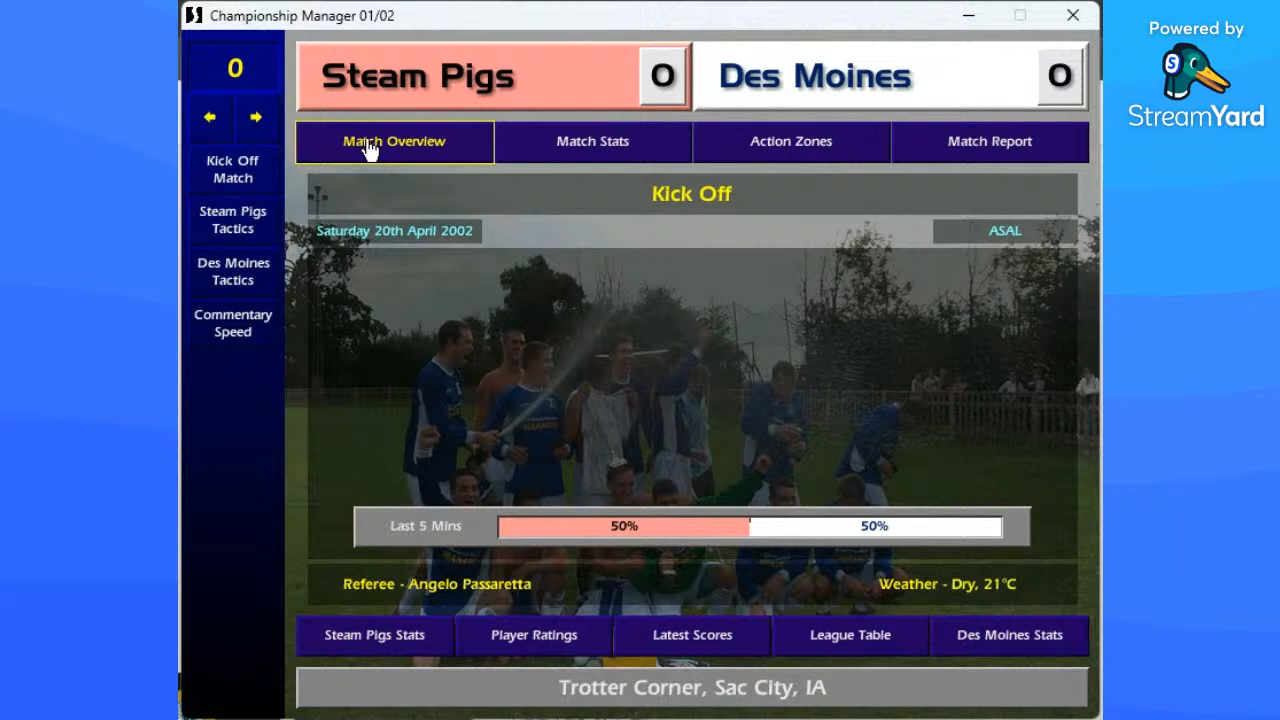 Championship Manager 01/02
Powered by
StreamYard
0
Steam Pigs 0
Des Moines 0
Match Overview
Match Stats
Action Zones
Match Report
Kick Off
Match
Steam Pigs
Tactics
Des Moines
Tactics
Commentary
Speed
Kick Off
Saturday 20th April 2002
ASAL
Last 5 Mins
50%
50%
Referee - Angelo Passaretta
Weather - Dry, 21°C
Steam Pigs Stats
Player Ratings
Latest Scores
League Table
Des Moines Stats
Trotter Corner, Sac City, IA